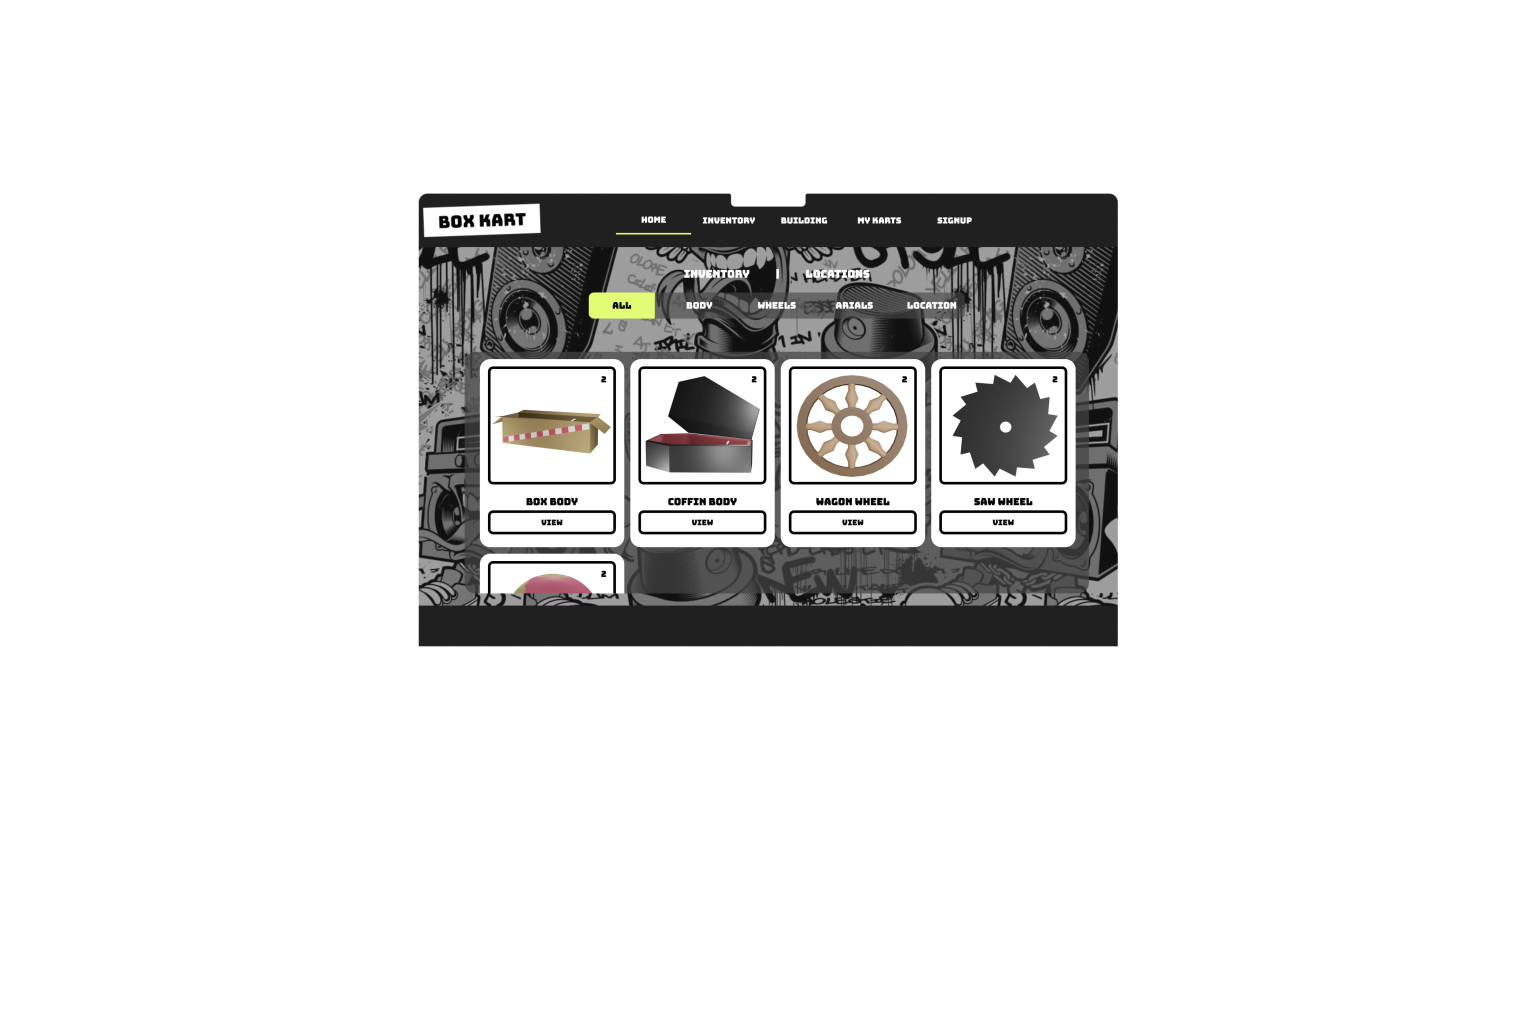 BOX KART
HOME INVENTORY BUILDING MY KARTS SIGNUP
INVENTORY | LOCATIONS
ALL BODY WHEELS ARIALS LOCATION
2 2 2 2
BOX BODY COFFIN BODY WAGON WHEEL SAW WHEEL
VIEW VIEW VIEW VIEW
2